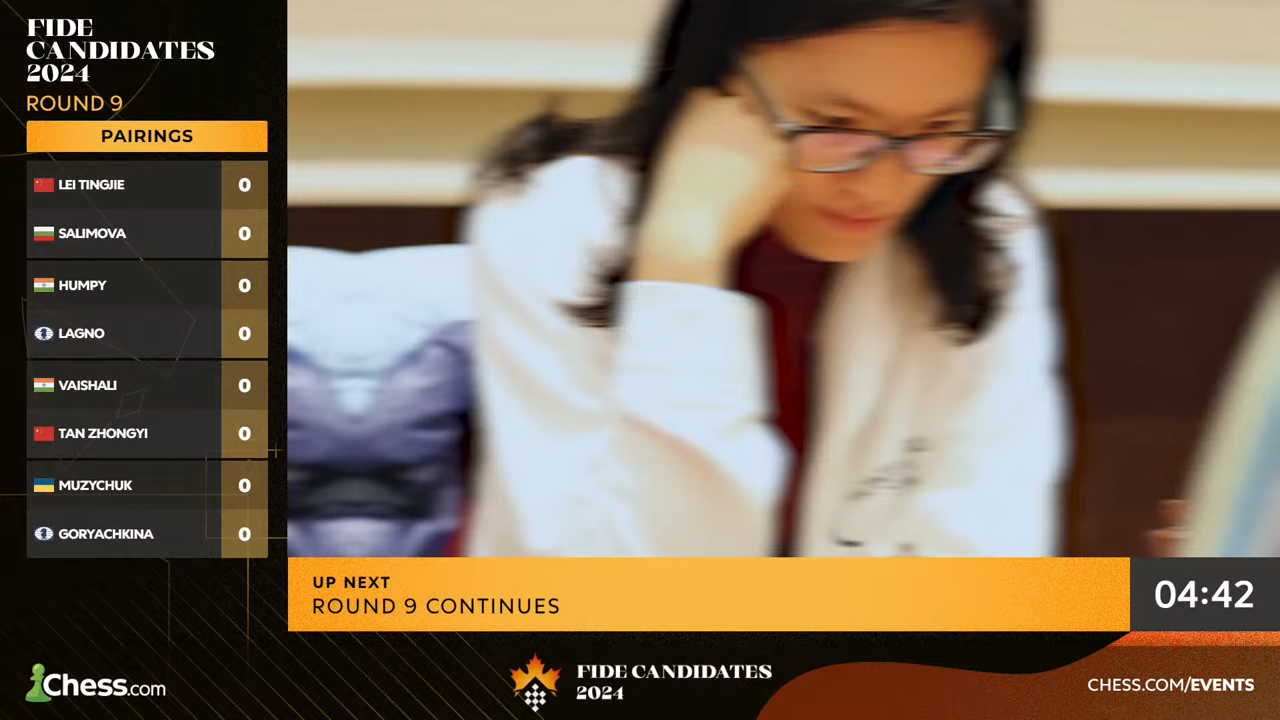 FIDE
CANDIDATES
2024
ROUND 9
PAIRINGS
LEI TINGJIE 0
SALIMOVA 0
HUMPY 0
LAGNO 0
VAISHALI 0
TAN ZHONGYI 0
MUZYCHUK 0
GORYACHKINA 0
UP NEXT
ROUND 9 CONTINUES
04:42
Chess.com
FIDE CANDIDATES
2024
CHESS.COM/EVENTS